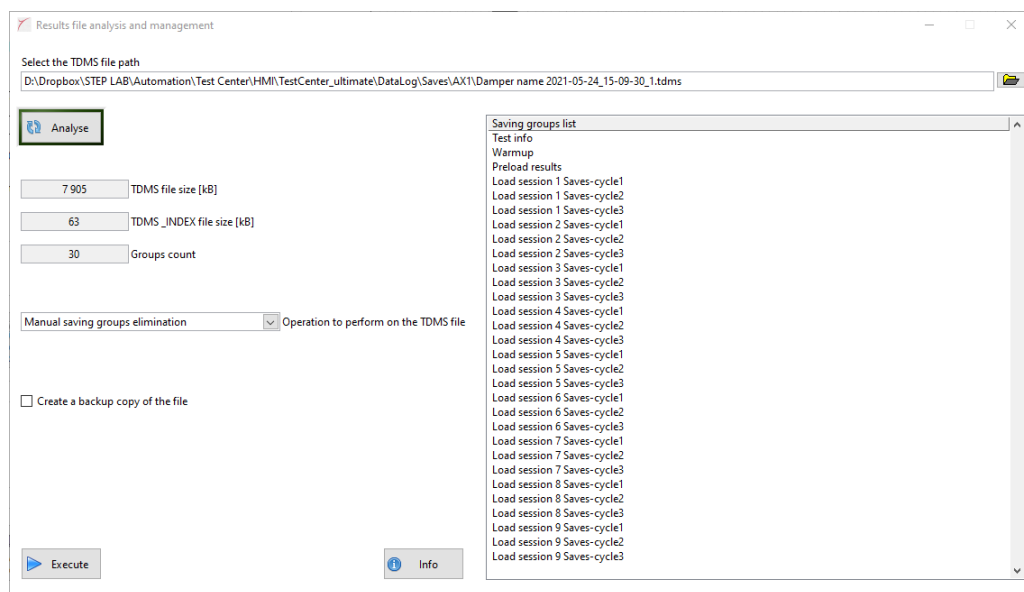 Results file analysis and management
Select the TDMS file path
D:\Dropbox\STEP LAB\Automation\Test Center\HMI\TestCenter_ultimate\DataLog\Saves\AX1\Damper name 2021-05-24_15-09-30_1.tdms
Analyse
7 905 TDMS file size [kB]
63 TDMS _INDEX file size [kB]
30 Groups count
Manual saving groups elimination Operation to perform on the TDMS file
Create a backup copy of the file
Execute
Info
Saving groups list
Test info
Warmup
Preload results
Load session 1 Saves-cycle1
Load session 1 Saves-cycle2
Load session 1 Saves-cycle3
Load session 2 Saves-cycle1
Load session 2 Saves-cycle2
Load session 2 Saves-cycle3
Load session 3 Saves-cycle1
Load session 3 Saves-cycle2
Load session 3 Saves-cycle3
Load session 4 Saves-cycle1
Load session 4 Saves-cycle2
Load session 4 Saves-cycle3
Load session 5 Saves-cycle1
Load session 5 Saves-cycle2
Load session 5 Saves-cycle3
Load session 6 Saves-cycle1
Load session 6 Saves-cycle2
Load session 6 Saves-cycle3
Load session 7 Saves-cycle1
Load session 7 Saves-cycle2
Load session 7 Saves-cycle3
Load session 8 Saves-cycle1
Load session 8 Saves-cycle2
Load session 8 Saves-cycle3
Load session 9 Saves-cycle1
Load session 9 Saves-cycle2
Load session 9 Saves-cycle3